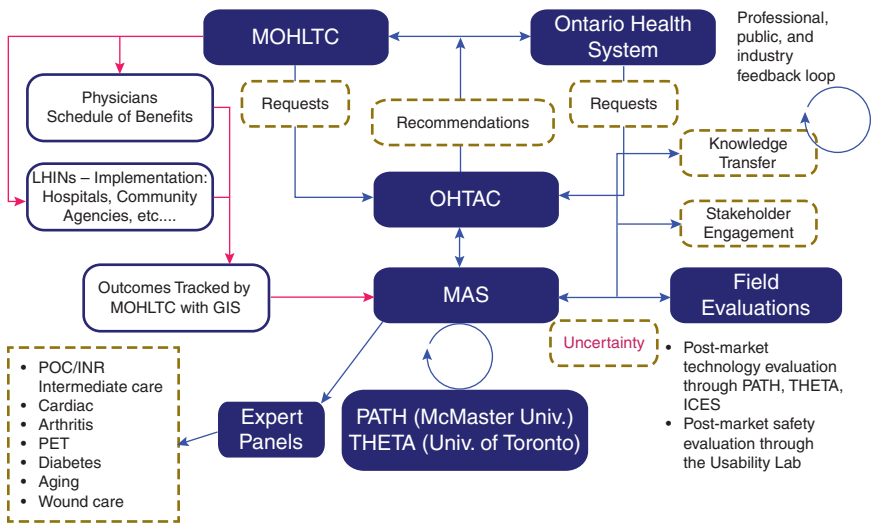 MOHLTC
Ontario Health
System
Professional,
public, and
industry
feedback loop
Physicians
Schedule of Benefits
Requests
Recommendations
Requests
Knowledge
Transfer
LHINs – Implementation:
Hospitals, Community
Agencies, etc....
OHTAC
Stakeholder
Engagement
Outcomes Tracked by
MOHLTC with GIS
MAS
Field
Evaluations
Uncertainty
• Post-market
technology evaluation
through PATH, THETA,
ICES
• Post-market safety
evaluation through
the Usability Lab
• POC/INR
Intermediate care
• Cardiac
• Arthritis
• PET
• Diabetes
• Aging
• Wound care
Expert
Panels
PATH (McMaster Univ.)
THETA (Univ. of Toronto)